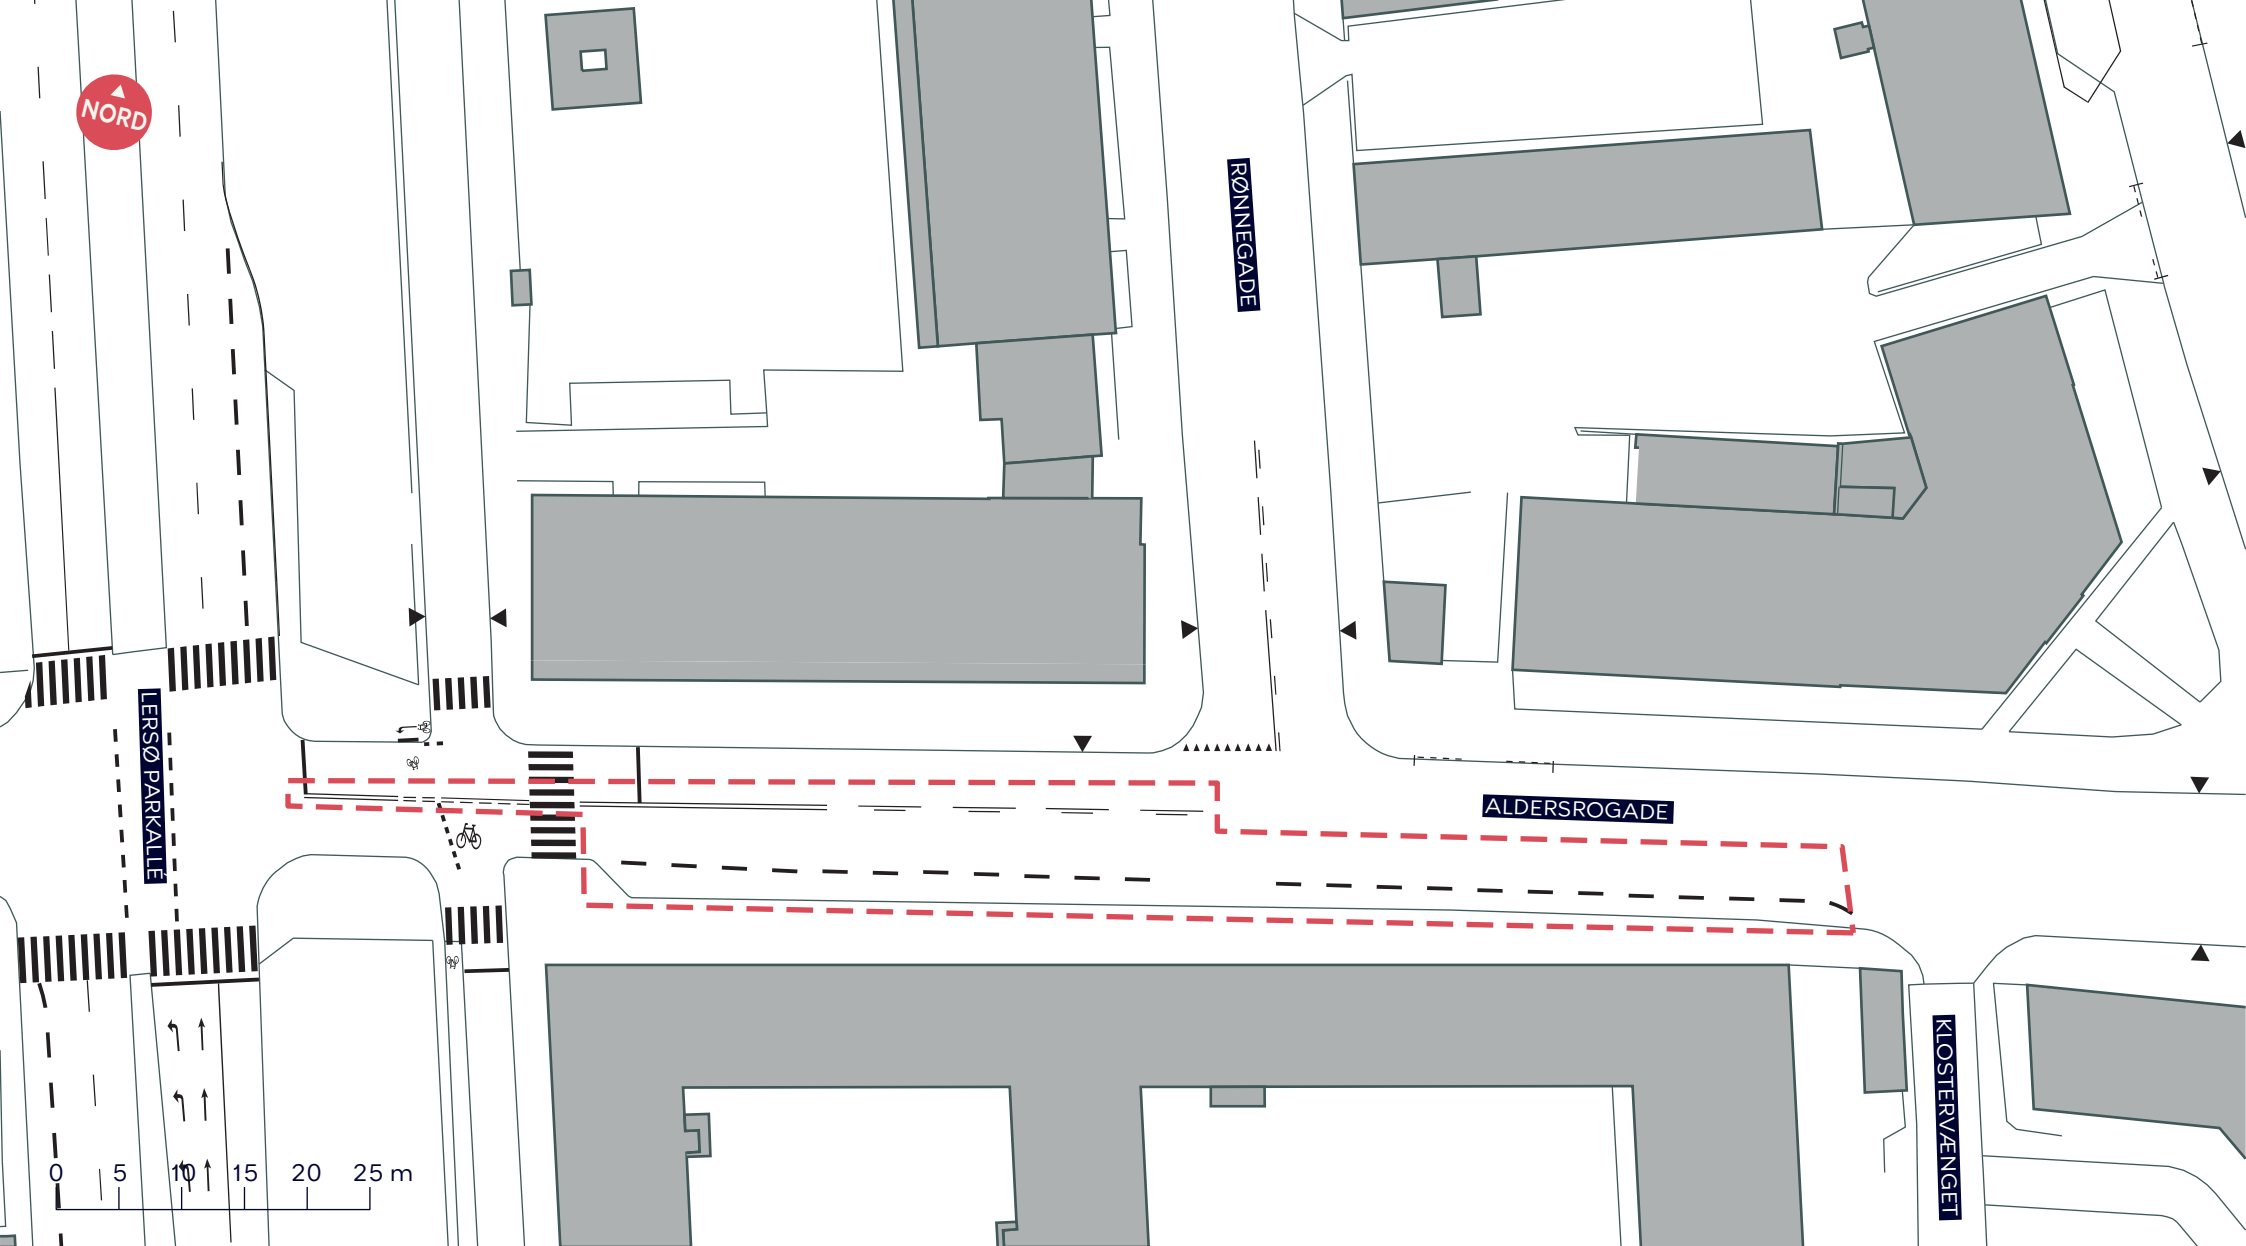 NORD
RØNNEGADE
LERSØ PARKALLÉ
ALDERSROGADE
KLOSTERVÆNGET
0 5 10 15 20 25 m